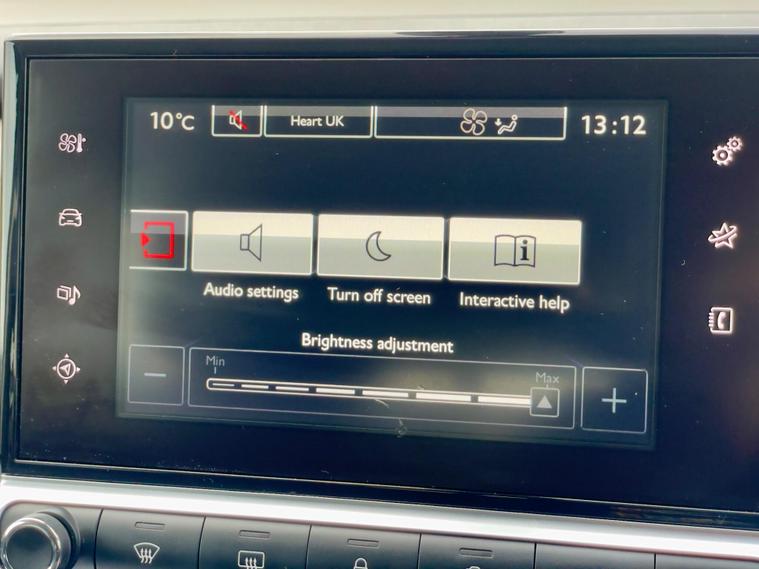 10°C
Heart UK
13:12
Audio settings
Turn off screen
Interactive help
Brightness adjustment
Min
Max